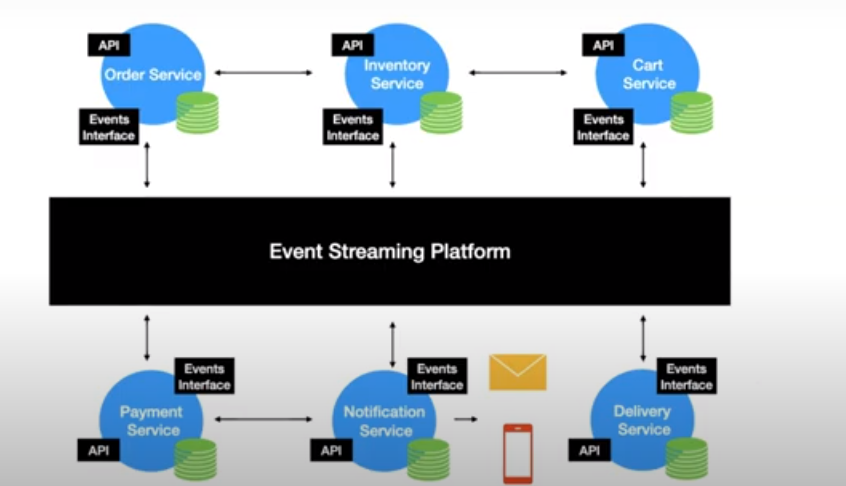 API
Order Service
Events
Interface
API
Inventory
Service
Events
Interface
API
Cart
Service
Events
Interface
Event Streaming Platform
Events
Interface
Payment
Service
API
Events
Interface
Notification
Service
API
Events
Interface
Delivery
Service
API